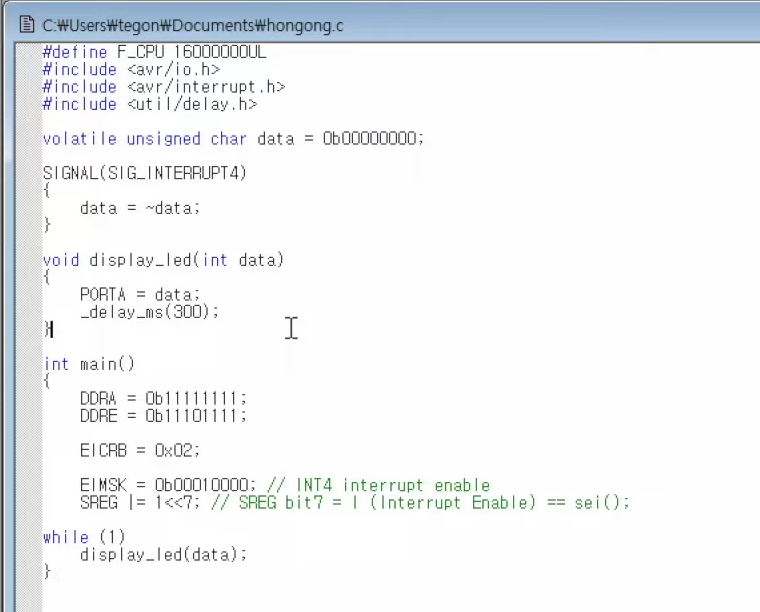 C:₩Users₩tegon₩Documents₩hongong.c
#define F_CPU 16000000UL
#include <avr/io.h>
#include <avr/interrupt.h>
#include <util/delay.h>
volatile unsigned char data = 0b00000000;
SIGNAL(SIG_INTERRUPT4)
{
    data = ~data;
}
void display_led(int data)
{
    PORTA = data;
    _delay_ms(300);
}
int main()
{
    DDRA = 0b11111111;
    DDRE = 0b11101111;
    EICRB = 0x02;
    EIMSK = 0b00010000; // INT4 interrupt enable
    SREG |= 1<<7; // SREG bit7 = I (Interrupt Enable) == sei();
while (1)
    display_led(data);
}